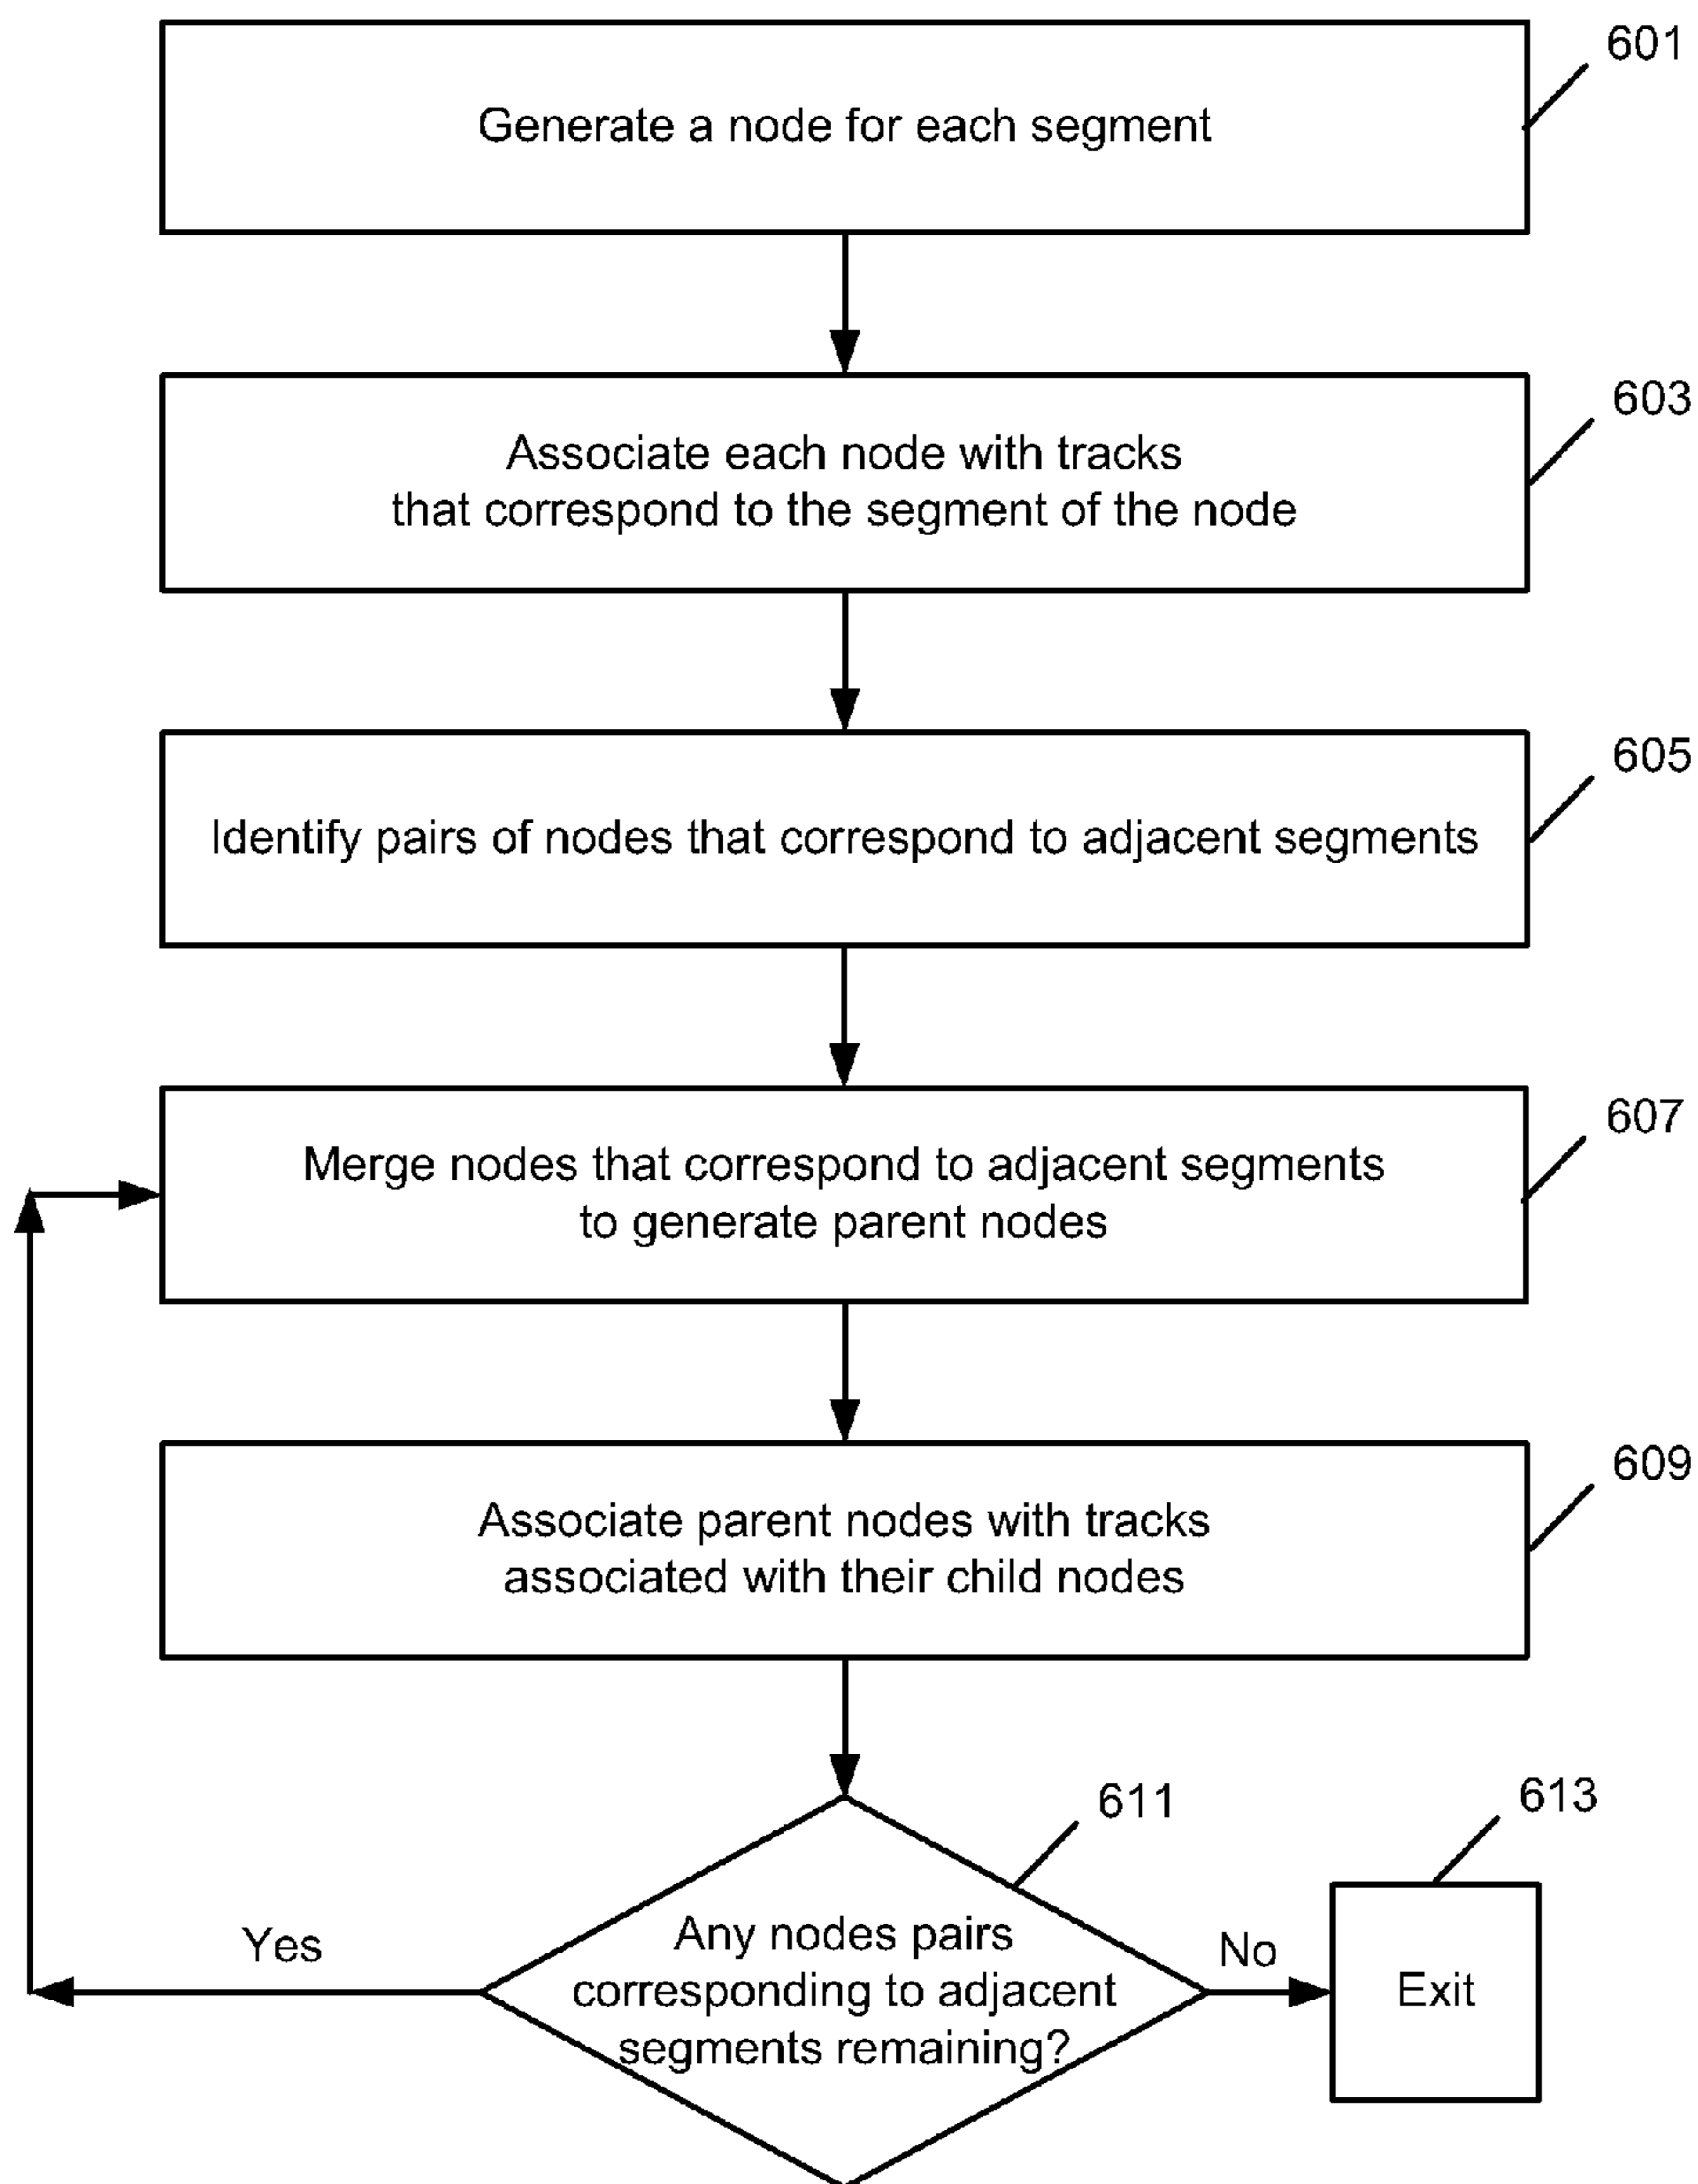 601
Generate a node for each segment
603
Associate each node with tracks
that correspond to the segment of the node
605
Identify pairs of nodes that correspond to adjacent segments
607
Merge nodes that correspond to adjacent segments
to generate parent nodes
609
Associate parent nodes with tracks
associated with their child nodes
611
613
Any nodes pairs
corresponding to adjacent
segments remaining?
Yes
No
Exit